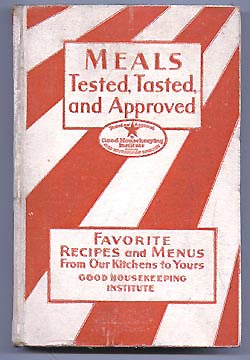 MEALS
Tested, Tasted,
and Approved
Good Housekeeping
Institute
FAVORITE
RECIPES and MENUS
From Our Kitchens to Yours
GOOD HOUSEKEEPING
INSTITUTE